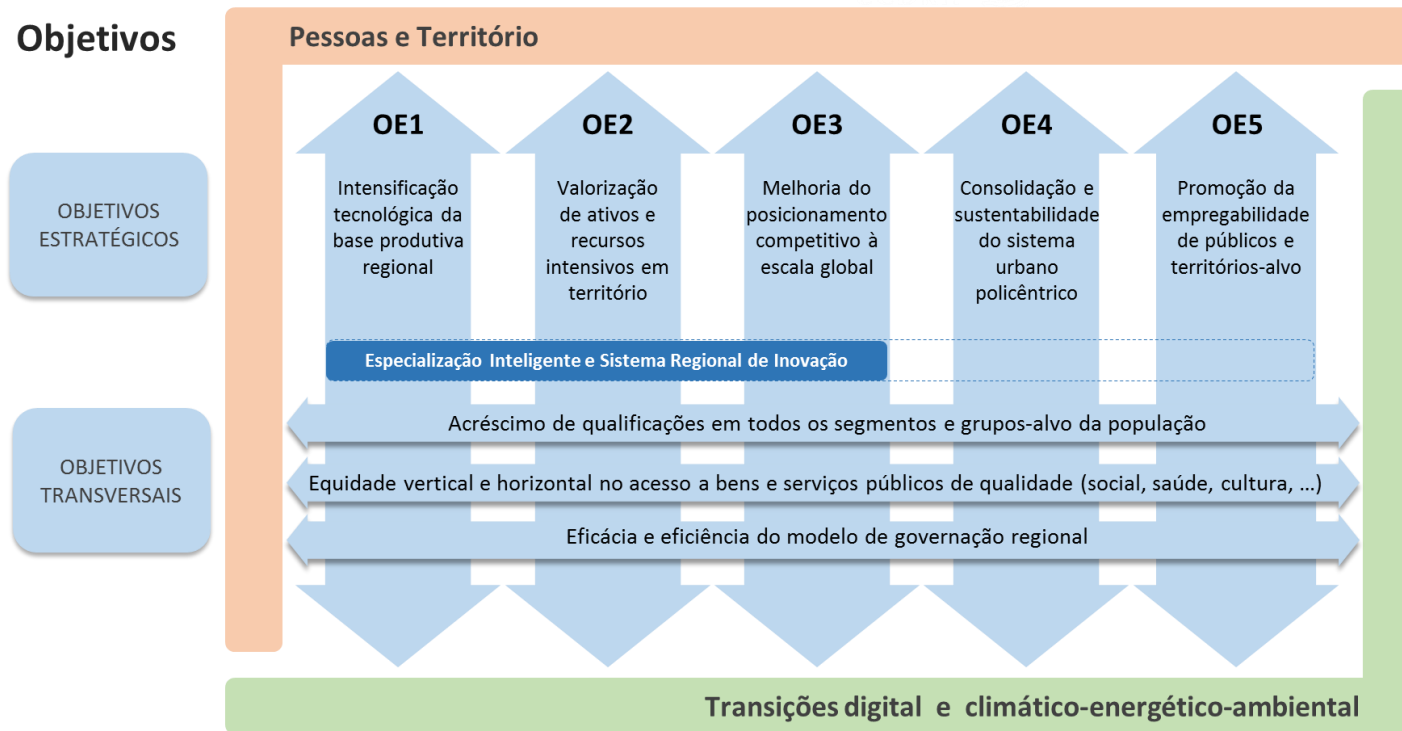 Objetivos
Pessoas e Território
OE1
OE2
OE3
OE4
OE5
OBJETIVOS
ESTRATÉGICOS
Intensificação
tecnológica da
base produtiva
regional
Valorização
de ativos e
recursos
intensivos em
território
Melhoria do
posicionamento
competitivo à
escala global
Consolidação e
sustentabilidade
do sistema
urbano
policêntrico
Promoção da
empregabilidade
de públicos e
territórios-alvo
Especialização Inteligente e Sistema Regional de Inovação
OBJETIVOS
TRANSVERSAIS
Acréscimo de qualificações em todos os segmentos e grupos-alvo da população
Equidade vertical e horizontal no acesso a bens e serviços públicos de qualidade (social, saúde, cultura, ...)
Eficácia e eficiência do modelo de governação regional
Transições digital e climático-energético-ambiental